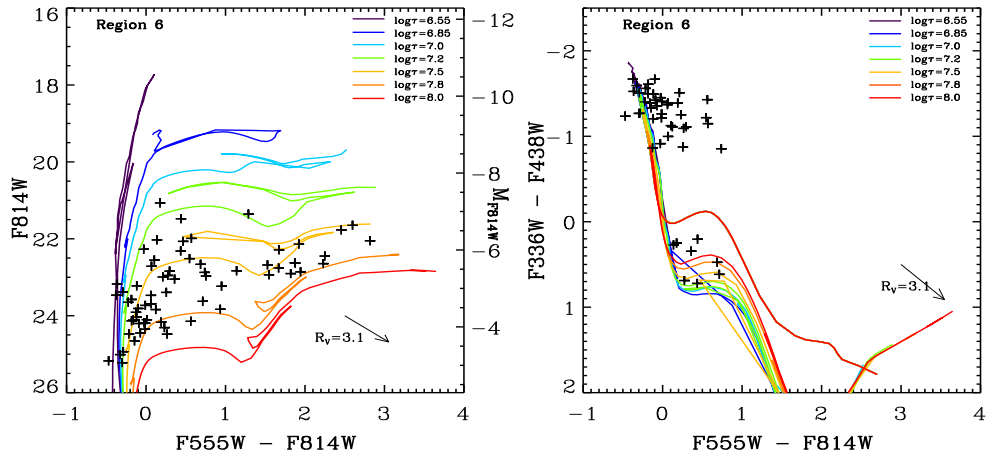 Region 6
logτ=6.55
logτ=6.85
logτ=7.0
logτ=7.2
logτ=7.5
logτ=7.8
logτ=8.0
16
18
20
22
24
26
F814W
−12
−10
−8
−6
−4
M_F814W
R_V=3.1
−1 0 1 2 3 4
F555W − F814W
Region 6
logτ=6.55
logτ=6.85
logτ=7.0
logτ=7.2
logτ=7.5
logτ=7.8
logτ=8.0
−2
−1
0
1
2
F336W − F438W
R_V=3.1
−1 0 1 2 3 4
F555W − F814W